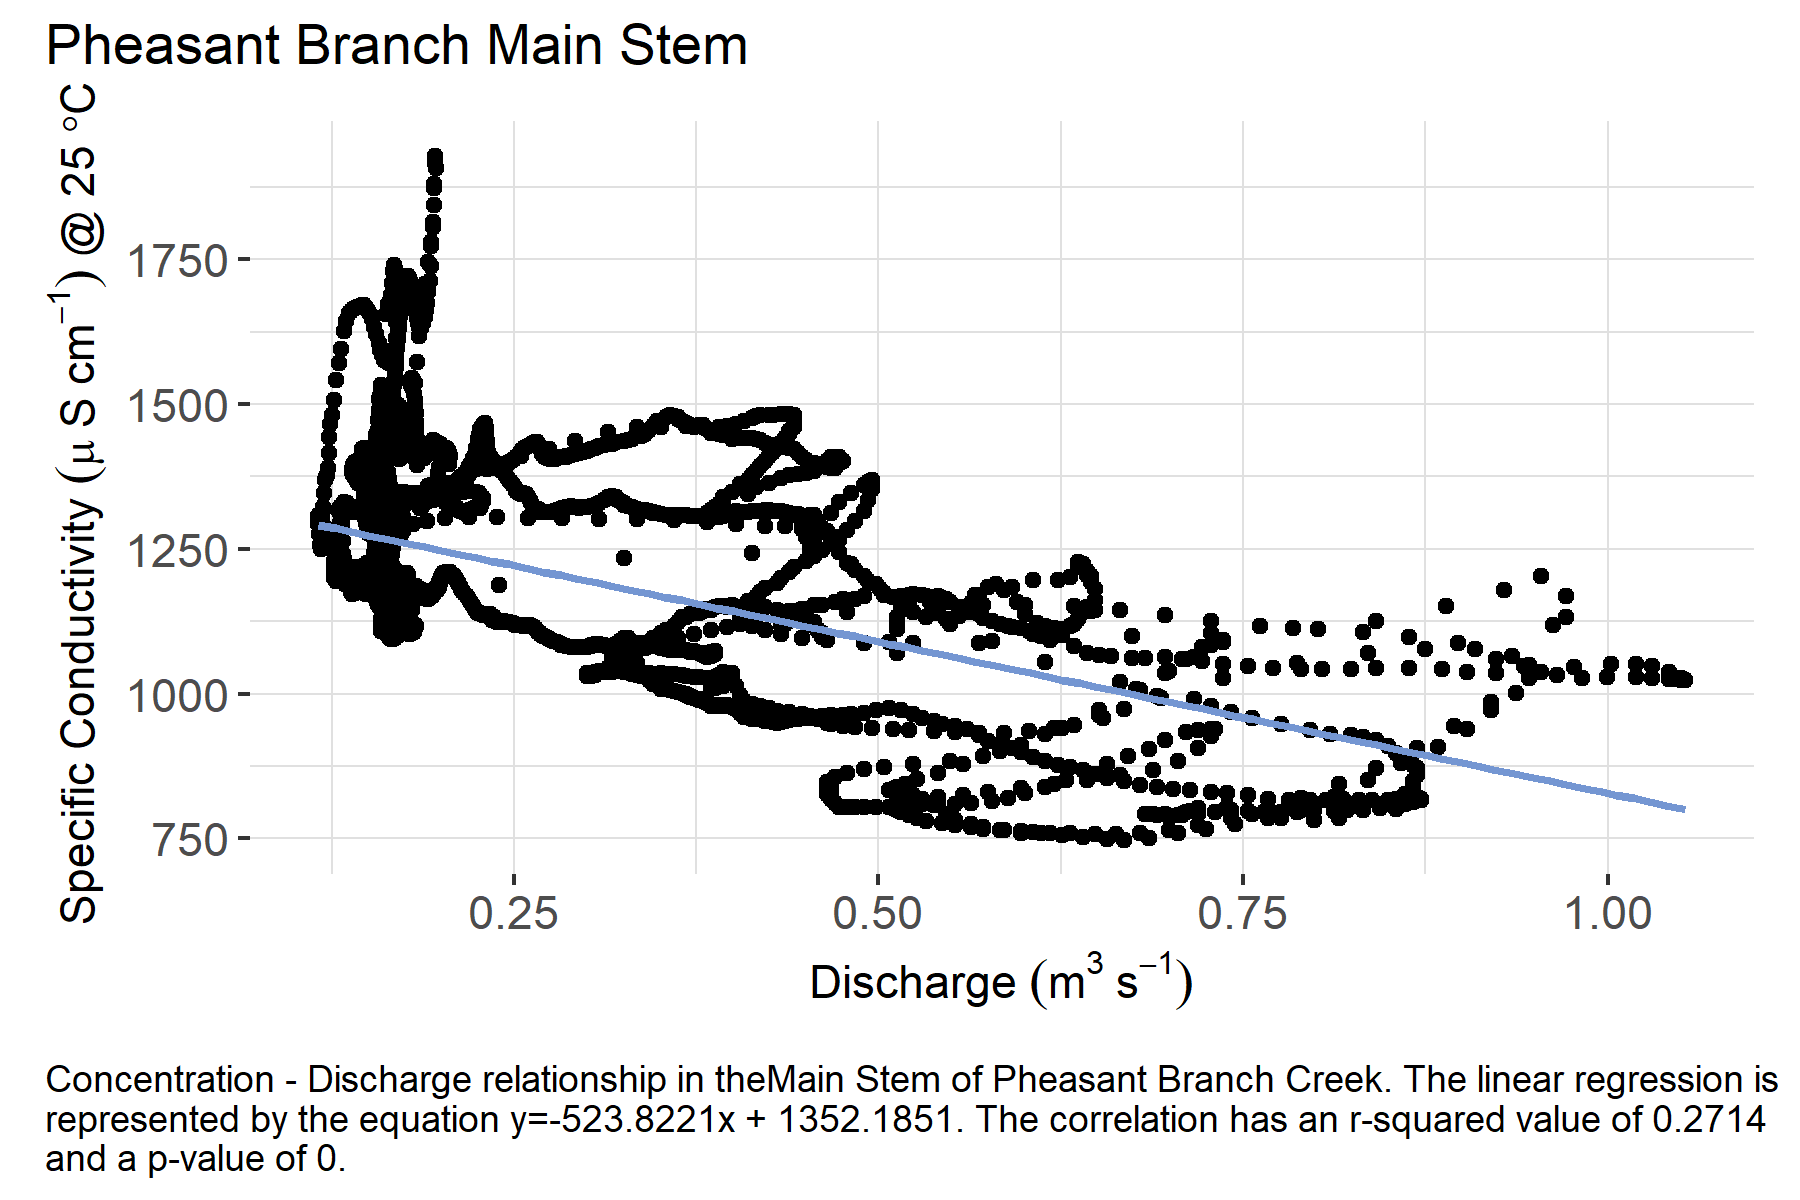 Pheasant Branch Main Stem
Specific Conductivity (μ S cm⁻¹) @ 25 °C
1750
1500
1250
1000
750
0.25 0.50 0.75 1.00
Discharge (m³ s⁻¹)
Concentration - Discharge relationship in theMain Stem of Pheasant Branch Creek. The linear regression is
represented by the equation y=-523.8221x + 1352.1851. The correlation has an r-squared value of 0.2714
and a p-value of 0.